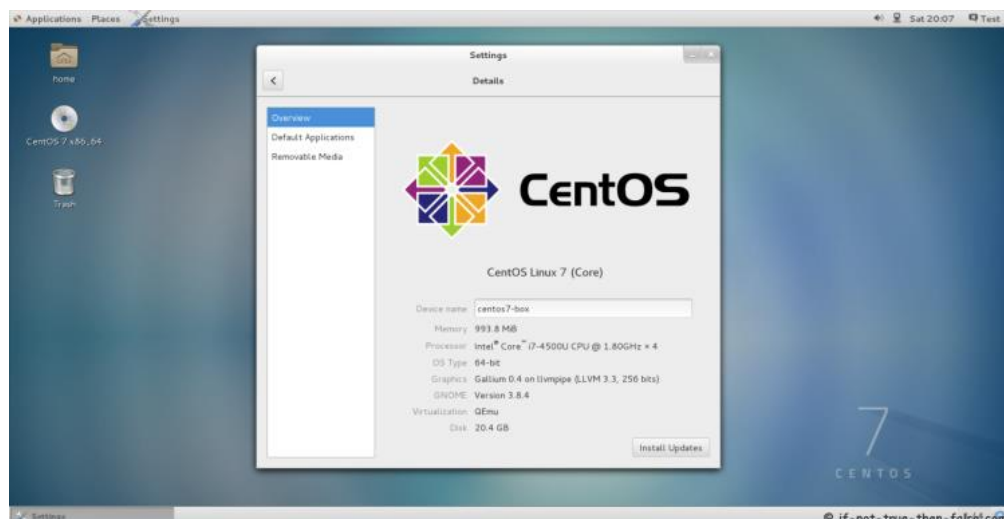 Applications Places Settings
Sat 20:07 Test
home
CentOS 7 x86_64
Trash
Settings
Details
Overview
Default Applications
Removable Media
CentOS
CentOS Linux 7 (Core)
Device name centos7-box
Memory 993.8 MiB
Processor Intel® Core™ i7-4500U CPU @ 1.80GHz × 4
OS Type 64-bit
Graphics Gallium 0.4 on llvmpipe (LLVM 3.3, 256 bits)
GNOME Version 3.8.4
Virtualization QEmu
Disk 20.4 GB
Install Updates
7
CENTOS
Settings